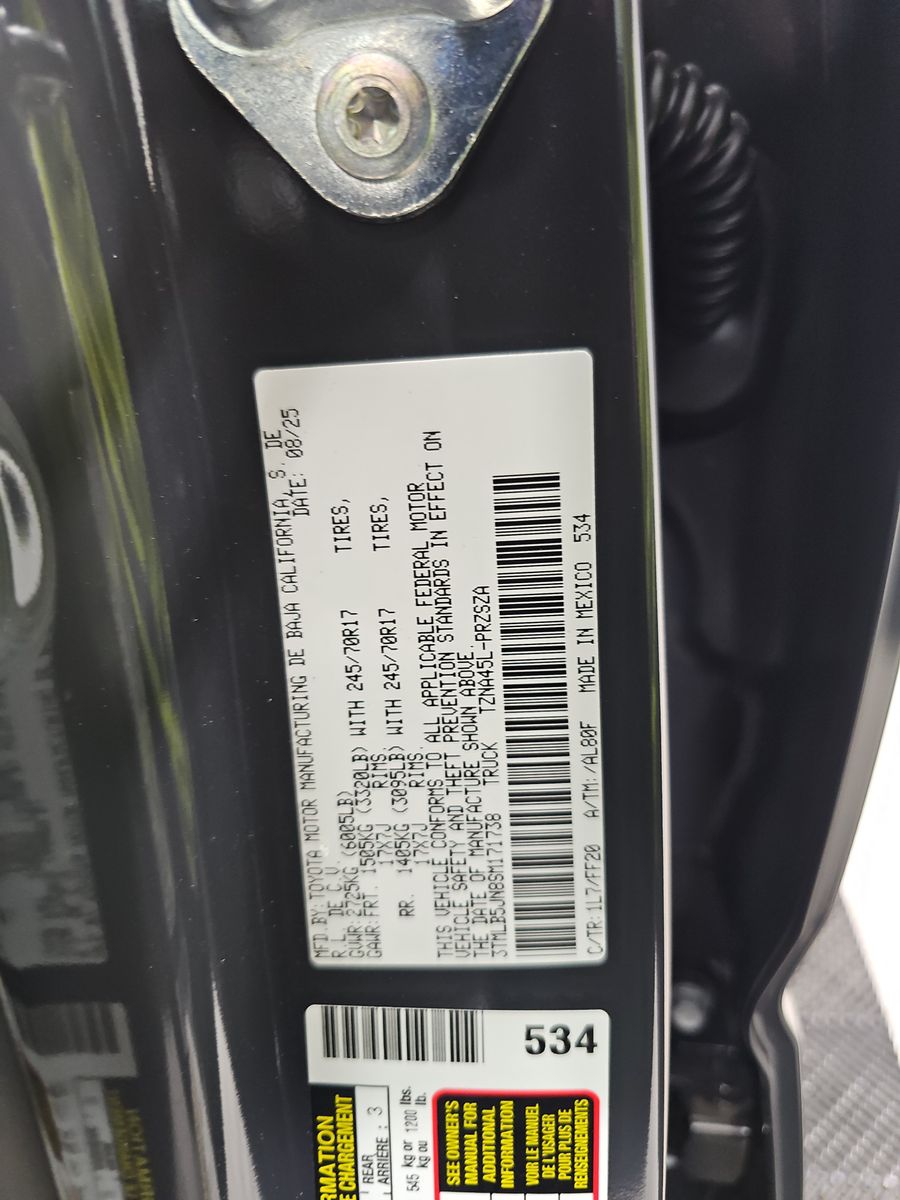 MFD.BY:TOYOTA MOTOR MANUFACTURING DE BAJA CALIFORNIA, S. DE
R.L. DE C.V. DATE: 08/25
GVWR:2725KG (6005LB)
GAWR:FRT. 1505KG (3320LB) WITH 245/70R17 TIRES,
17X7J RIMS.
RR. 1405KG (3095LB) WITH 245/70R17 TIRES,
17X7J RIMS.
THIS VEHICLE CONFORMS TO ALL APPLICABLE FEDERAL MOTOR
VEHICLE SAFETY AND THEFT PREVENTION STANDARDS IN EFFECT ON
THE DATE OF MANUFACTURE SHOWN ABOVE.
3TMLB5JN8SM171738 TRUCK TZNA45L-PRZSZA
C/TR:1L7/FF20 A/TM:/AL80F MADE IN MEXICO 534
534
REAR
ARRIÈRE : 3
545 kg or 1200 lbs.
kg ou lb.
SEE OWNER'S
MANUAL FOR
ADDITIONAL
INFORMATION
VOIR LE MANUEL
DE L'USAGER
POUR PLUS DE
RENSEIGNEMENTS